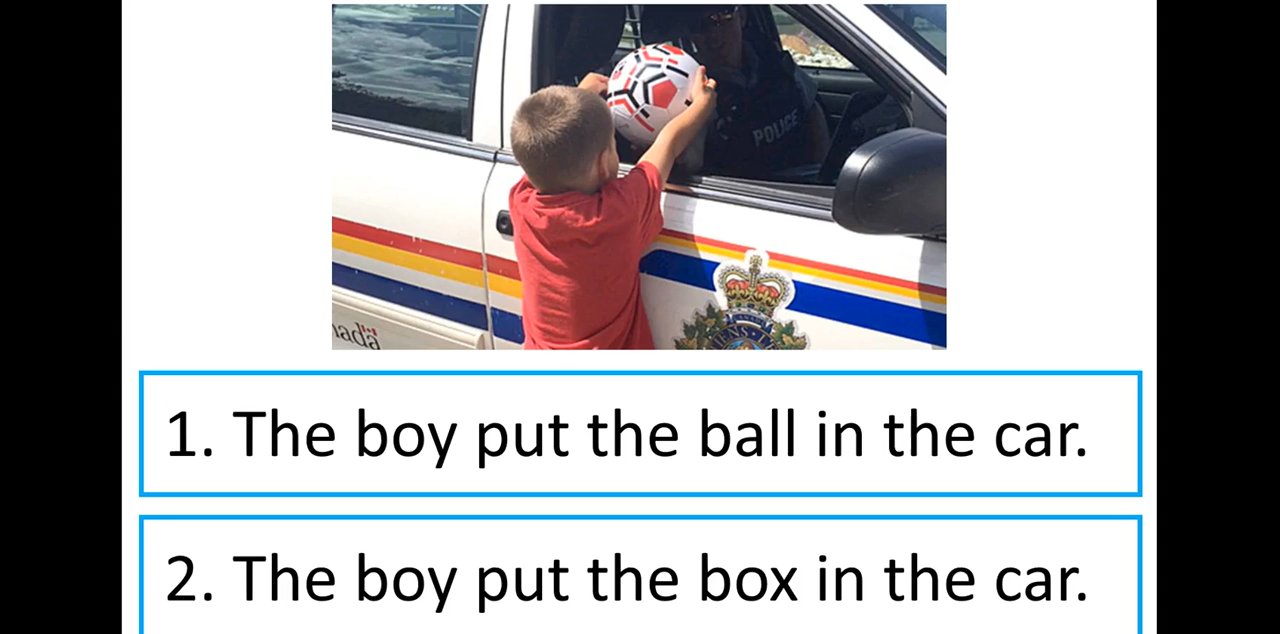 POLICE
nada
1. The boy put the ball in the car.
2. The boy put the box in the car.